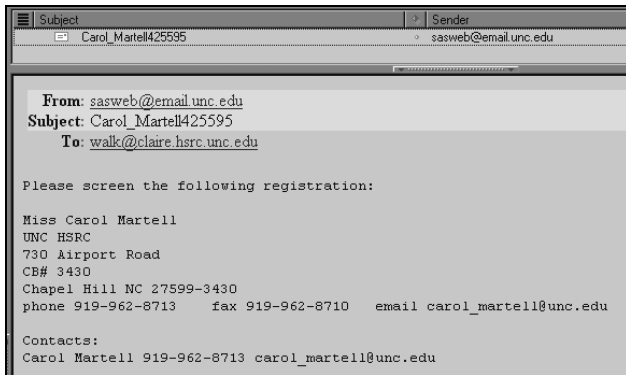 Subject Sender
Carol_Martell425595 sasweb@email.unc.edu
From: sasweb@email.unc.edu
Subject: Carol_Martell425595
To: walk@claire.hsrc.unc.edu
Please screen the following registration:
Miss Carol Martell
UNC HSRC
730 Airport Road
CB# 3430
Chapel Hill NC 27599-3430
phone 919-962-8713 fax 919-962-8710 email carol_martell@unc.edu
Contacts:
Carol Martell 919-962-8713 carol_martell@unc.edu